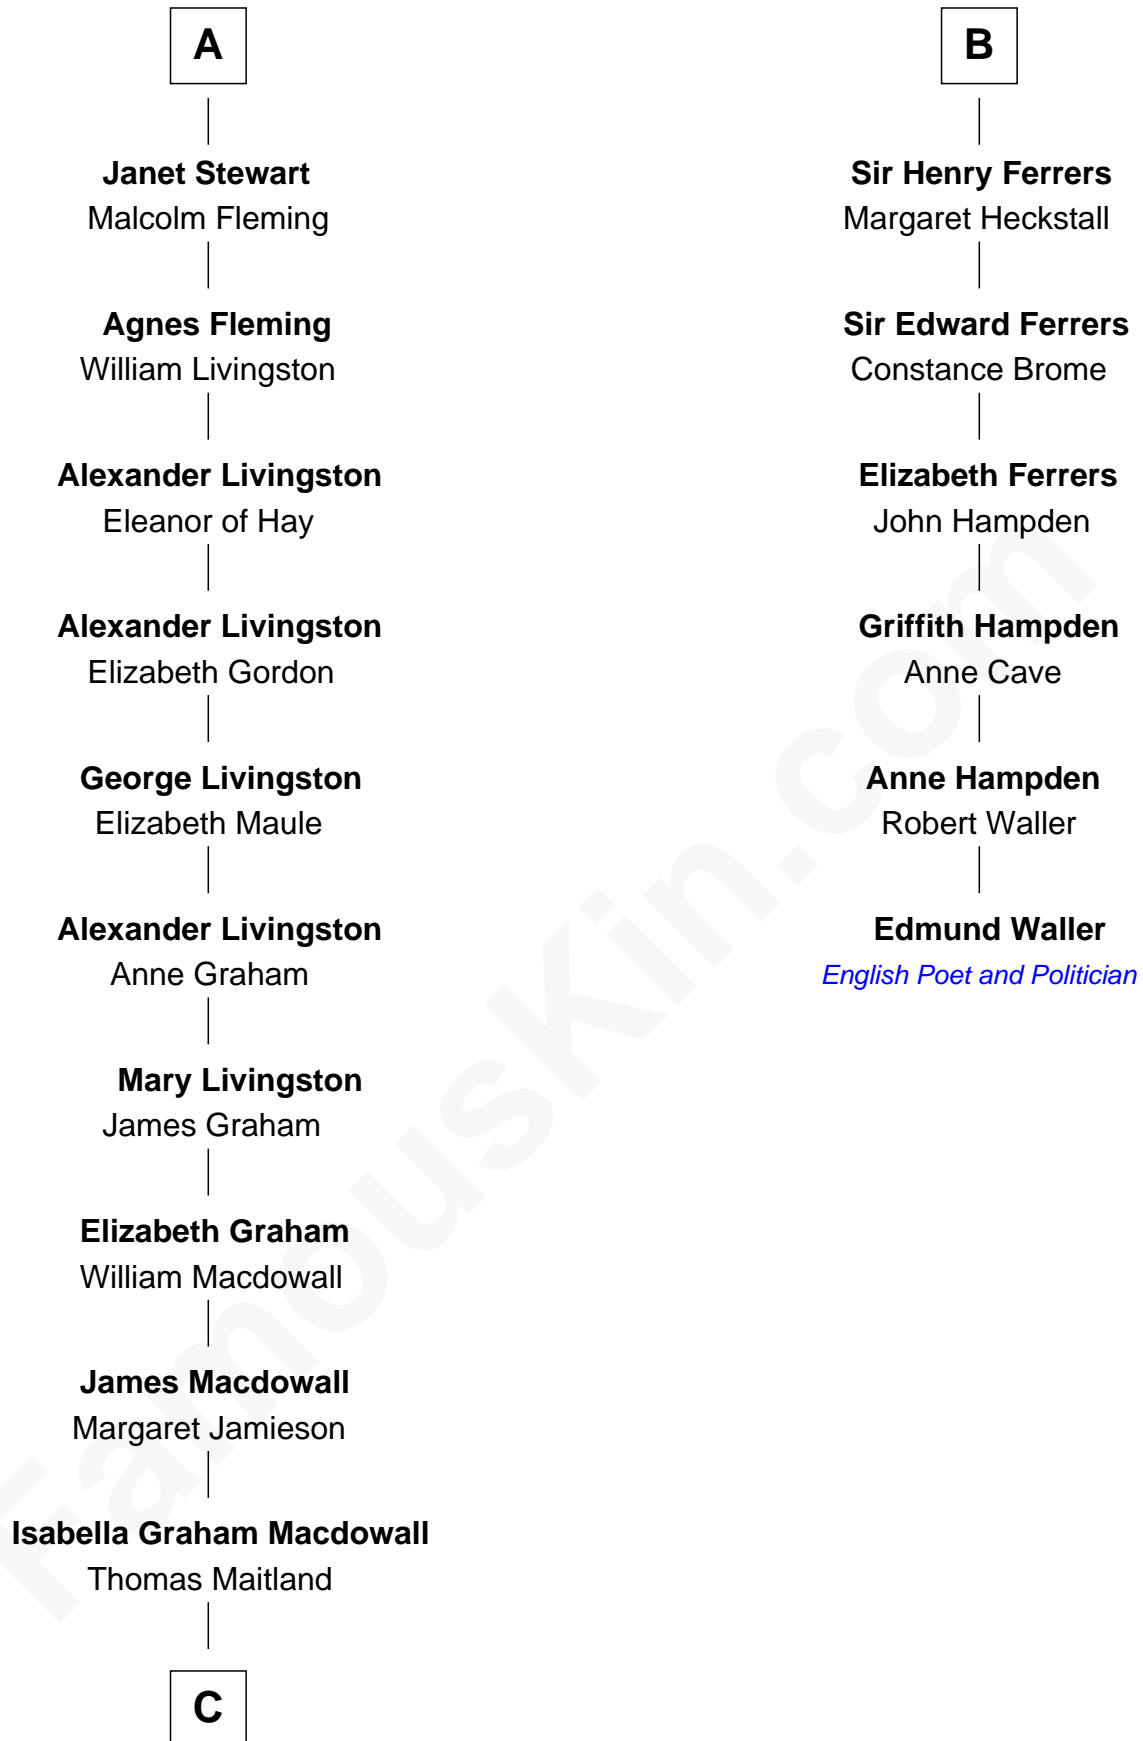 A
Janet Stewart
Malcolm Fleming
Agnes Fleming
William Livingston
Alexander Livingston
Eleanor of Hay
Alexander Livingston
Elizabeth Gordon
George Livingston
Elizabeth Maule
Alexander Livingston
Anne Graham
Mary Livingston
James Graham
Elizabeth Graham
William Macdowall
James Macdowall
Margaret Jamieson
Isabella Graham Macdowall
Thomas Maitland
C
B
Sir Henry Ferrers
Margaret Heckstall
Sir Edward Ferrers
Constance Brome
Elizabeth Ferrers
John Hampden
Griffith Hampden
Anne Cave
Anne Hampden
Robert Waller
Edmund Waller
English Poet and Politician
FamousKin.com